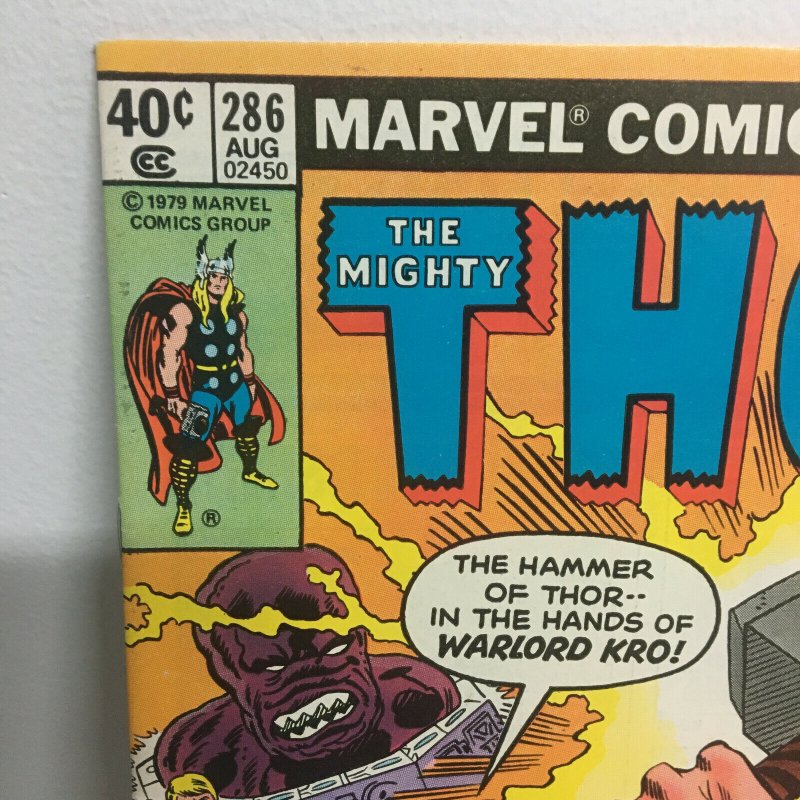 40¢
CC
286
AUG
02450
MARVEL® COMIC
© 1979 MARVEL
COMICS GROUP
®
THE
MIGHTY
TH
THE HAMMER
OF THOR--
IN THE HANDS OF
WARLORD KRO!